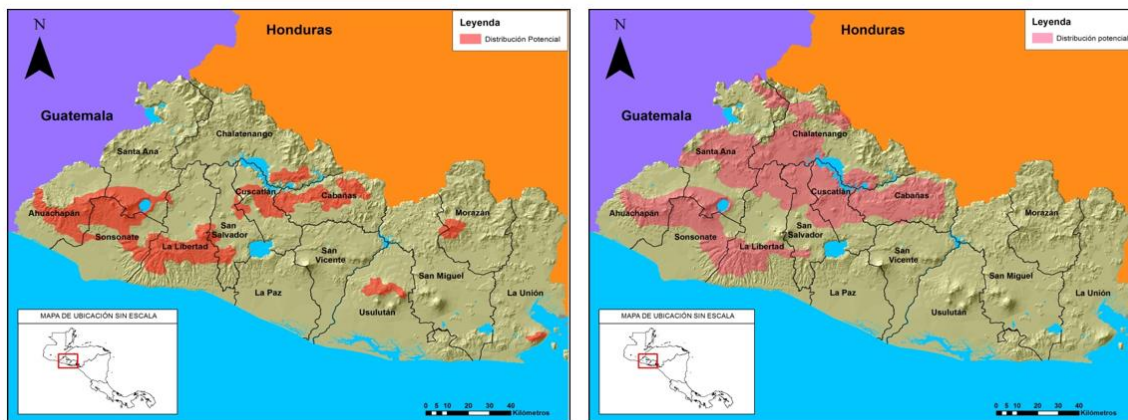 N
Honduras
Leyenda
Distribución Potencial
Guatemala
Chalatenango
Santa Ana
Cuscatlán
Cabañas
Ahuachapán
Morazán
Sonsonate
La Libertad
San
Salvador
San
Vicente
San Miguel
La Paz
La Unión
Usulután
MAPA DE UBICACIÓN SIN ESCALA
0 5 10 20 30 40
Kilómetros
N
Honduras
Leyenda
Distribución potencial
Guatemala
Chalatenango
Santa Ana
Cuscatlán
Cabañas
Ahuachapán
Morazán
Sonsonate
La Libertad
San
Salvador
San
Vicente
San Miguel
La Paz
La Unión
Usulután
MAPA DE UBICACIÓN SIN ESCALA
0 5 10 20 30 40
Kilómetros